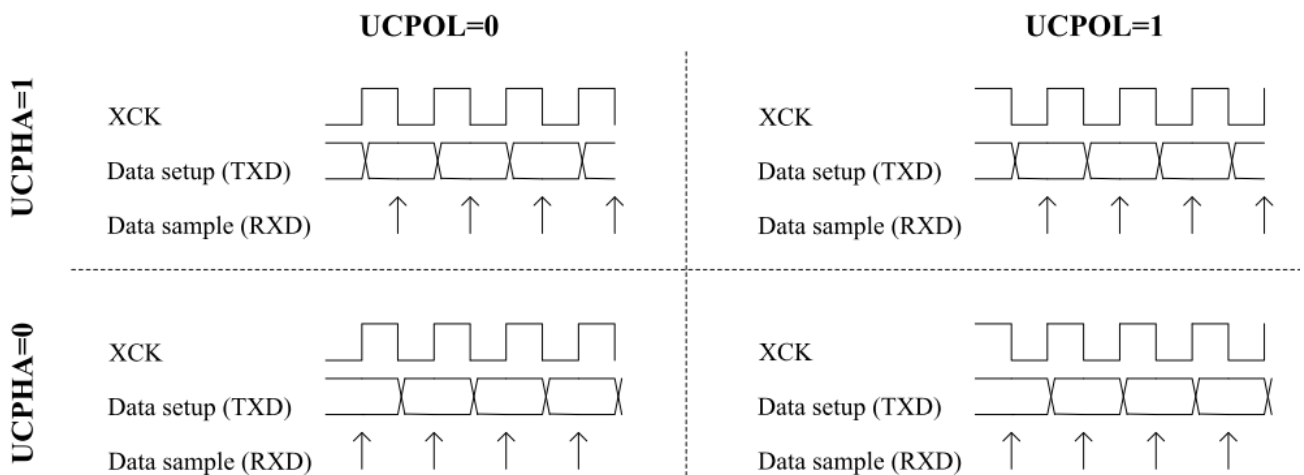 UCPOL=0
UCPOL=1
UCPHA=1
XCK
Data setup (TXD)
Data sample (RXD)
XCK
Data setup (TXD)
Data sample (RXD)
UCPHA=0
XCK
Data setup (TXD)
Data sample (RXD)
XCK
Data setup (TXD)
Data sample (RXD)